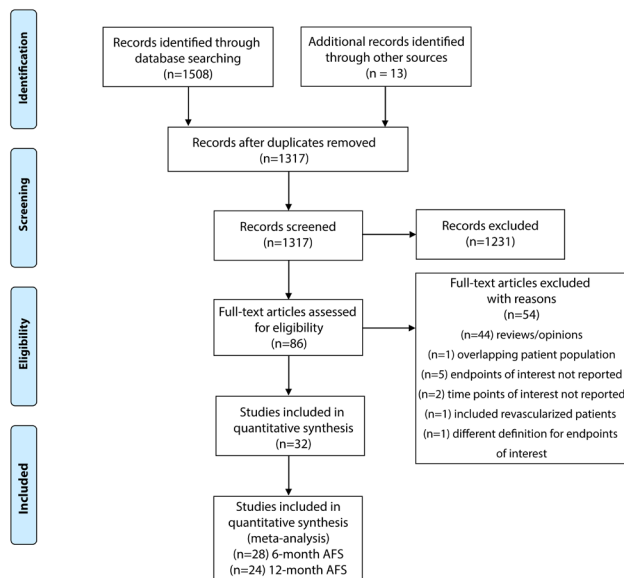 Identification
Records identified through
database searching
(n=1508)
Additional records identified
through other sources
(n = 13)
Records after duplicates removed
(n=1317)
Screening
Records screened
(n=1317)
Records excluded
(n=1231)
Eligibility
Full-text articles assessed
for eligibility
(n=86)
Full-text articles excluded
with reasons
(n=54)
(n=44) reviews/opinions
(n=1) overlapping patient population
(n=5) endpoints of interest not reported
(n=2) time points of interest not reported
(n=1) included revascularized patients
(n=1) different definition for endpoints
of interest
Studies included in
quantitative synthesis
(n=32)
Included
Studies included in
quantitative synthesis
(meta-analysis)
(n=28) 6-month AFS
(n=24) 12-month AFS